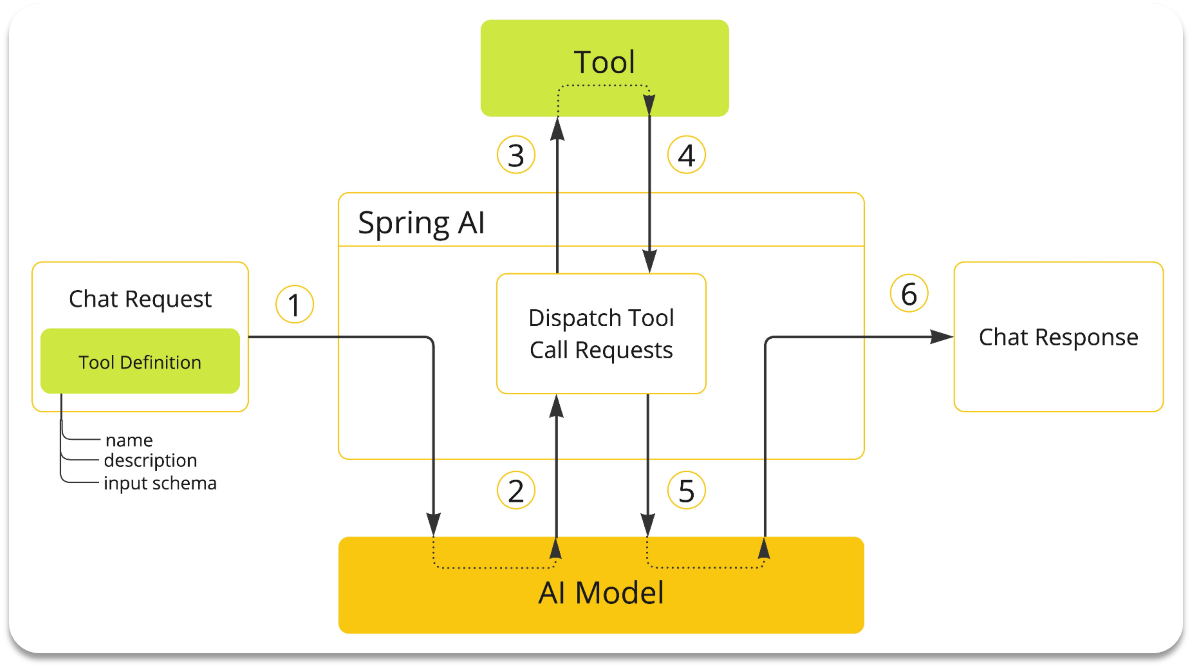 Tool
3
4
Spring AI
Chat Request
Tool Definition
name
description
input schema
1
Dispatch Tool
Call Requests
6
Chat Response
2
5
AI Model